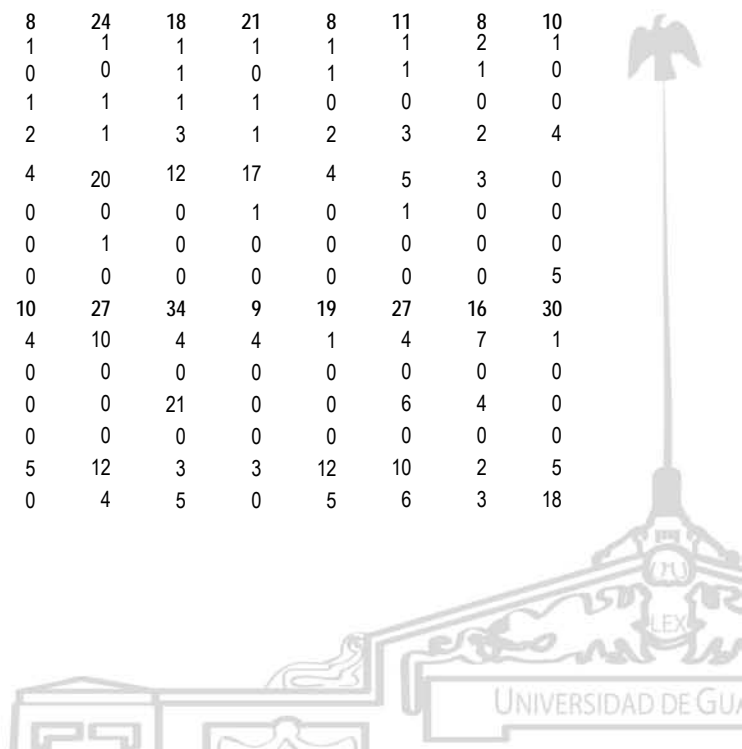 8 24 18 21 8 11 8 10
1 1 1 1 1 1 2 1
0 0 1 0 1 1 1 0
1 1 1 1 0 0 0 0
2 1 3 1 2 3 2 4
4 20 12 17 4 5 3 0
0 0 0 1 0 1 0 0
0 1 0 0 0 0 0 0
0 0 0 0 0 0 0 5
10 27 34 9 19 27 16 30
4 10 4 4 1 4 7 1
0 0 0 0 0 0 0 0
0 0 21 0 0 6 4 0
0 0 0 0 0 0 0 0
5 12 3 3 12 10 2 5
0 4 5 0 5 6 3 18
LEX
UNIVERSIDAD DE GUA